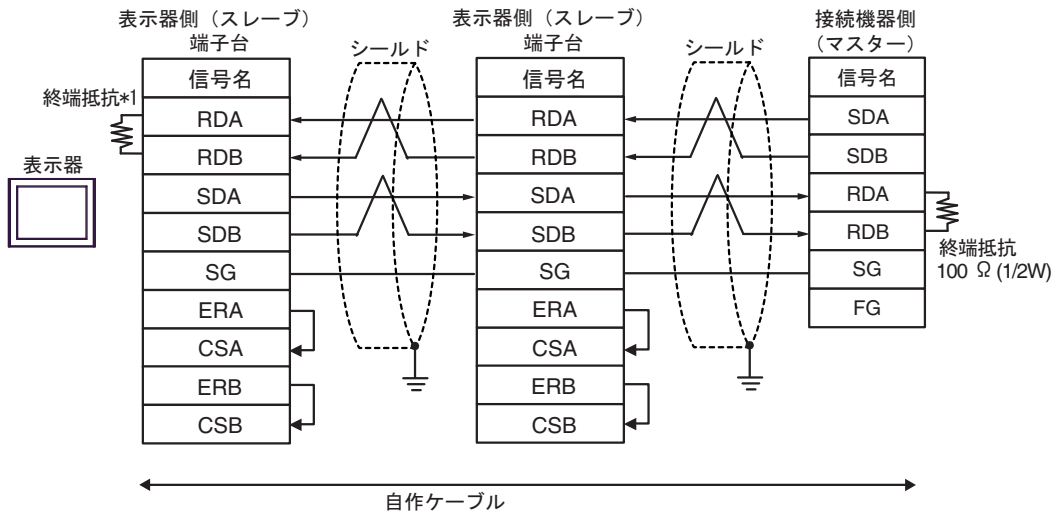 表示器側（スレーブ）
端子台
シールド
表示器側（スレーブ）
端子台
シールド
接続機器側
（マスター）
終端抵抗*1
表示器
信号名
RDA
RDB
SDA
SDB
SG
ERA
CSA
ERB
CSB
信号名
RDA
RDB
SDA
SDB
SG
ERA
CSA
ERB
CSB
信号名
SDA
SDB
RDA
RDB
SG
FG
終端抵抗
100 Ω (1/2W)
自作ケーブル